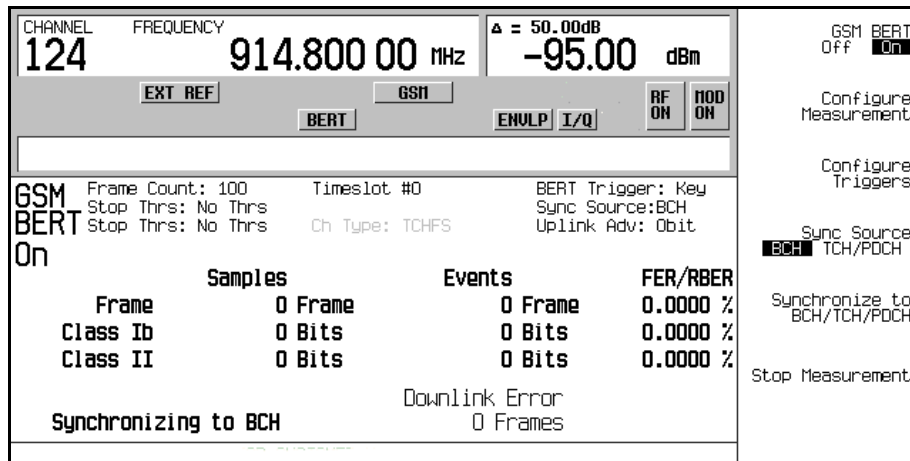 CHANNEL FREQUENCY Δ = 50.00dB
124 914.800 00 MHz -95.00 dBm
EXT REF GSM RF ON MOD ON
BERT ENVLP I/Q
GSM BERT On
Frame Count: 100 Timeslot #0 BERT Trigger: Key
Stop Thrs: No Thrs Sync Source:BCH
Stop Thrs: No Thrs Ch Type: TCHFS Uplink Adv: 0bit
Samples Events FER/RBER
Frame 0 Frame 0 Frame 0.0000 %
Class Ib 0 Bits 0 Bits 0.0000 %
Class II 0 Bits 0 Bits 0.0000 %
Downlink Error
Synchronizing to BCH 0 Frames
GSM BERT
Off On
Configure
Measurement
Configure
Triggers
Sync Source
BCH TCH/PDCH
Synchronize to
BCH/TCH/PDCH
Stop Measurement